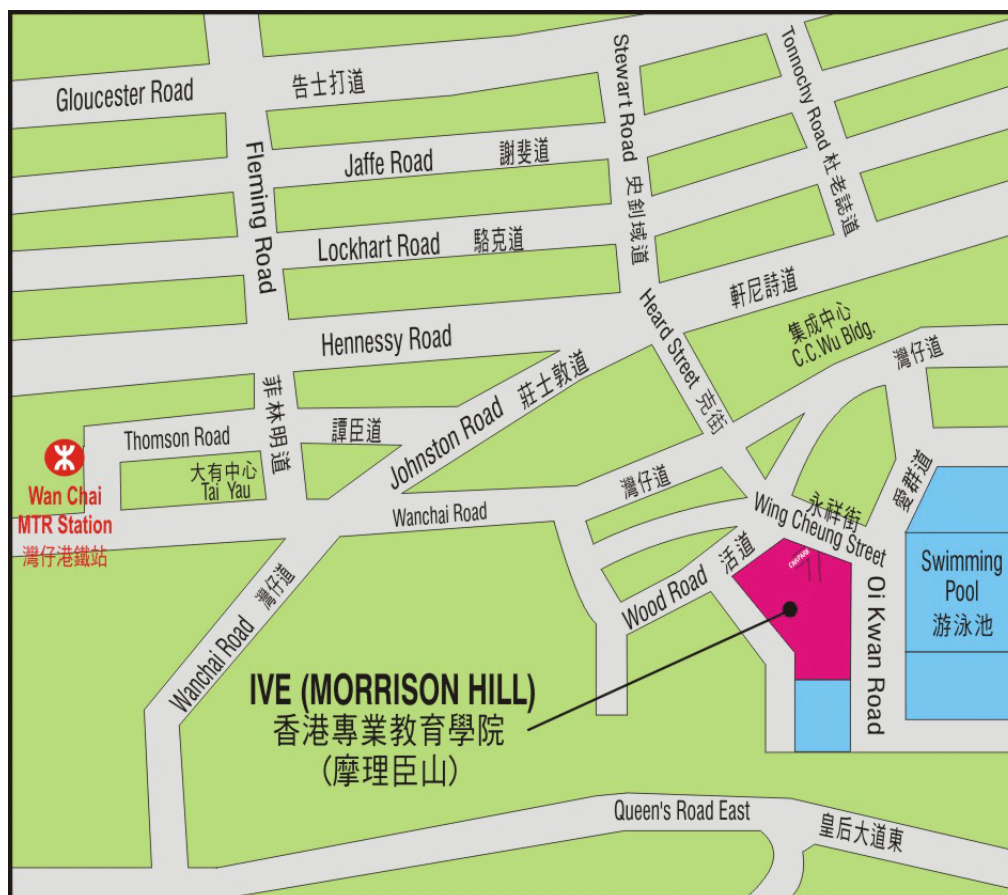 Gloucester Road
告士打道
Stewart Road 史釗域道
Tonnochy Road 杜老誌道
Fleming Road
Jaffe Road
謝斐道
Lockhart Road
駱克道
Hennessy Road
軒尼詩道
Heard Street 克街
集成中心
C.C.Wu Bldg.
灣仔道
菲林明道
Thomson Road
譚臣道
Johnston Road 莊士敦道
大有中心
Tai Yau
Wan Chai
MTR Station
灣仔港鐵站
Wanchai Road
灣仔道
愛群道
永祥街
Wing Cheung Street
CARPARK
Swimming
Pool
游泳池
Wood Road 活道
Oi Kwan Road
Wanchai Road 灣仔道
IVE (MORRISON HILL)
香港專業教育學院
(摩理臣山)
Queen's Road East
皇后大道東